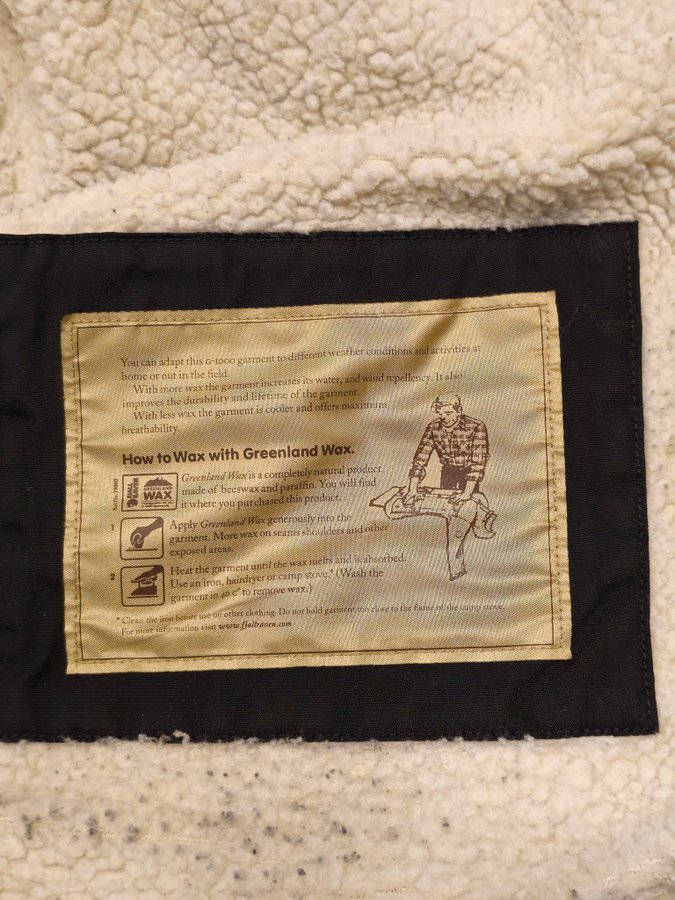 You can adapt this G-1000 garment to different weather conditions and activities at
home or out in the field.
With more wax the garment increases its water, and wind repellency. It also
improves the durability and lifetime of the garment.
With less wax the garment is cooler and offers maximum
breathability.
How to Wax with Greenland Wax.
FJÄLL RÄVEN
GREENLAND
WAX
Greenland Wax is a completely natural product
made of beeswax and paraffin. You will find
it where you purchased this product.
1
Apply Greenland Wax generously into the
garment. More wax on seams shoulders and other
exposed areas.
2
Heat the garment until the wax melts and is absorbed.
Use an iron, hairdryer or camp stove.* (Wash the
garment in 40 c° to remove wax.)
* Clean the iron before use on other clothing. Do not hold garment too close to the flame of the camp stove.
For more information visit www.fjallraven.com